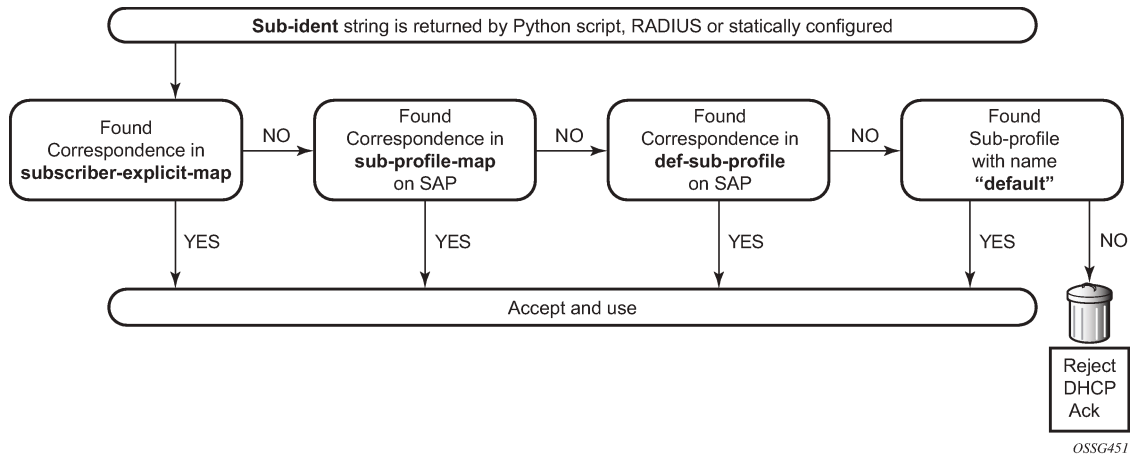 Sub-ident string is returned by Python script, RADIUS or statically configured
Found
Correspondence in
subscriber-explicit-map
NO
Found
Correspondence in
sub-profile-map
on SAP
NO
Found
Correspondence in
def-sub-profile
on SAP
NO
Found
Sub-profile
with name
“default”
YES
YES
YES
YES
NO
Accept and use
Reject
DHCP
Ack
OSSG451